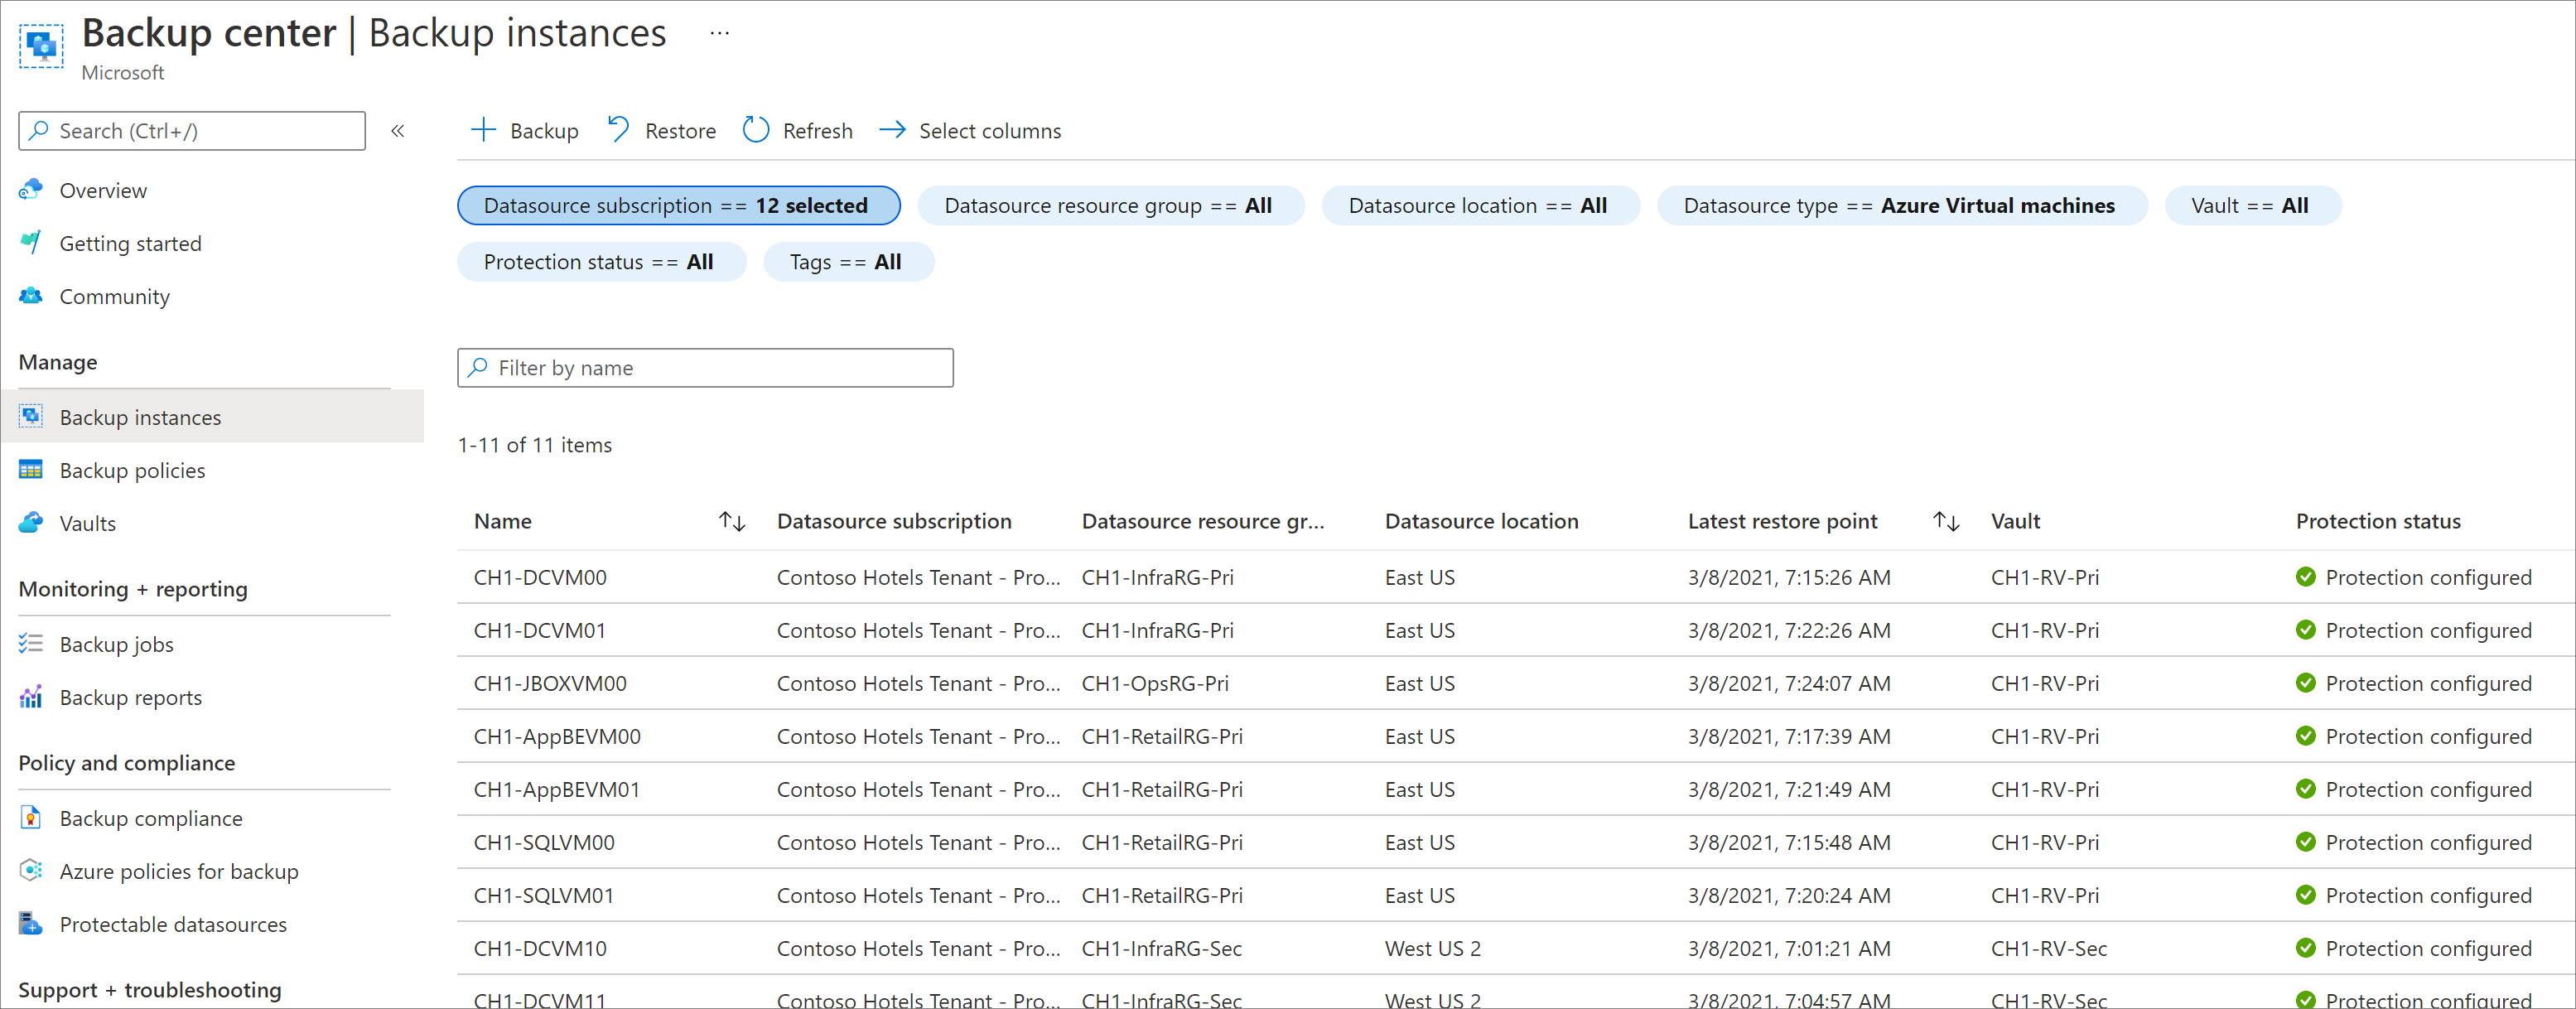 Backup center | Backup instances ...
Microsoft
Search (Ctrl+/)
«
Overview
Getting started
Community
Manage
Backup instances
Backup policies
Vaults
Monitoring + reporting
Backup jobs
Backup reports
Policy and compliance
Backup compliance
Azure policies for backup
Protectable datasources
Support + troubleshooting
Backup Restore Refresh Select columns
Datasource subscription == 12 selected Datasource resource group == All Datasource location == All Datasource type == Azure Virtual machines Vault == All
Protection status == All Tags == All
Filter by name
1-11 of 11 items
Name Datasource subscription Datasource resource gr... Datasource location Latest restore point Vault Protection status
CH1-DCVM00 Contoso Hotels Tenant - Pro... CH1-InfraRG-Pri East US 3/8/2021, 7:15:26 AM CH1-RV-Pri Protection configured
CH1-DCVM01 Contoso Hotels Tenant - Pro... CH1-InfraRG-Pri East US 3/8/2021, 7:22:26 AM CH1-RV-Pri Protection configured
CH1-JBOXVM00 Contoso Hotels Tenant - Pro... CH1-OpsRG-Pri East US 3/8/2021, 7:24:07 AM CH1-RV-Pri Protection configured
CH1-AppBEVM00 Contoso Hotels Tenant - Pro... CH1-RetailRG-Pri East US 3/8/2021, 7:17:39 AM CH1-RV-Pri Protection configured
CH1-AppBEVM01 Contoso Hotels Tenant - Pro... CH1-RetailRG-Pri East US 3/8/2021, 7:21:49 AM CH1-RV-Pri Protection configured
CH1-SQLVM00 Contoso Hotels Tenant - Pro... CH1-RetailRG-Pri East US 3/8/2021, 7:15:48 AM CH1-RV-Pri Protection configured
CH1-SQLVM01 Contoso Hotels Tenant - Pro... CH1-RetailRG-Pri East US 3/8/2021, 7:20:24 AM CH1-RV-Pri Protection configured
CH1-DCVM10 Contoso Hotels Tenant - Pro... CH1-InfraRG-Sec West US 2 3/8/2021, 7:01:21 AM CH1-RV-Sec Protection configured
CH1-DCVM11 Contoso Hotels Tenant - Pro... CH1-InfraRG-Sec West US 2 3/8/2021, 7:04:57 AM CH1-RV-Sec Protection configured